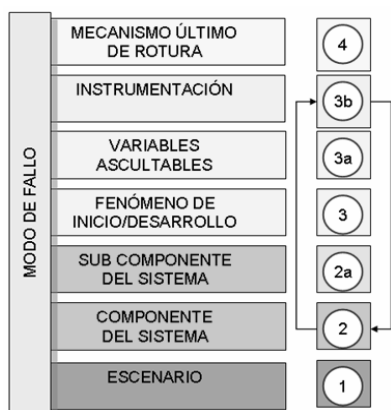 MODO DE FALLO
MECANISMO ÚLTIMO
DE ROTURA
4
INSTRUMENTACIÓN
3b
VARIABLES
ASCULTABLES
3a
FENÓMENO DE
INICIO/DESARROLLO
3
SUB COMPONENTE
DEL SISTEMA
2a
COMPONENTE
DEL SISTEMA
2
ESCENARIO
1